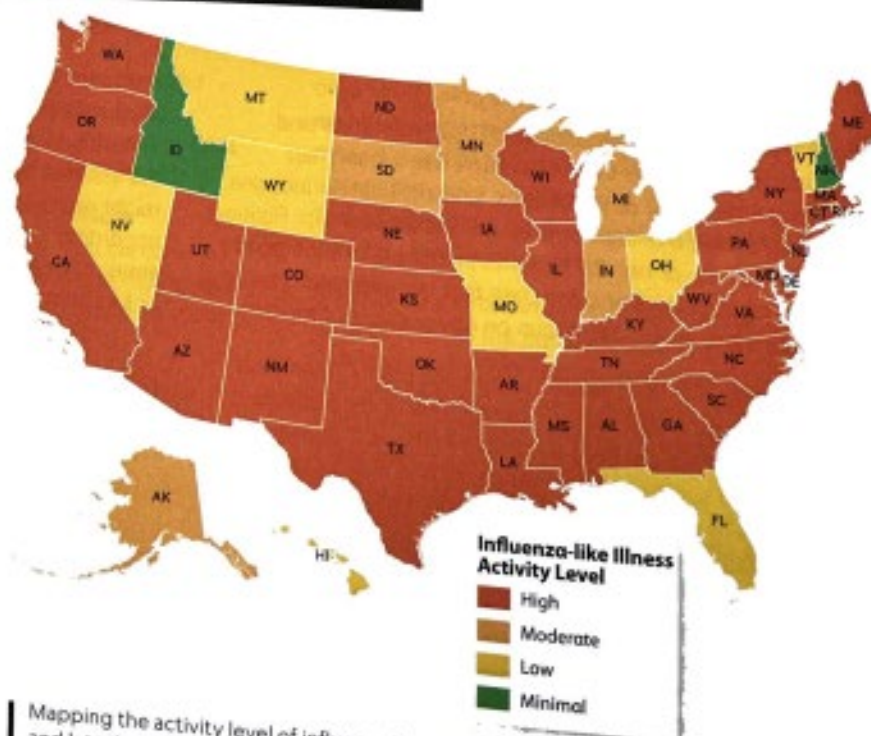 WA
MT
ND
ME
OR
MN
VT
ID
SD
NH
WI
WY
MI
NY
MA
CT RI
NV
NE
IA
PA
UT
IL
IN
OH
NJ
CA
CO
MD
DE
KS
MO
WV
VA
KY
AZ
NM
OK
TN
NC
AR
SC
MS
AL
GA
TX
LA
AK
FL
HI
Influenza-like Illness
Activity Level
High
Moderate
Low
Minimal
Mapping the activity level of